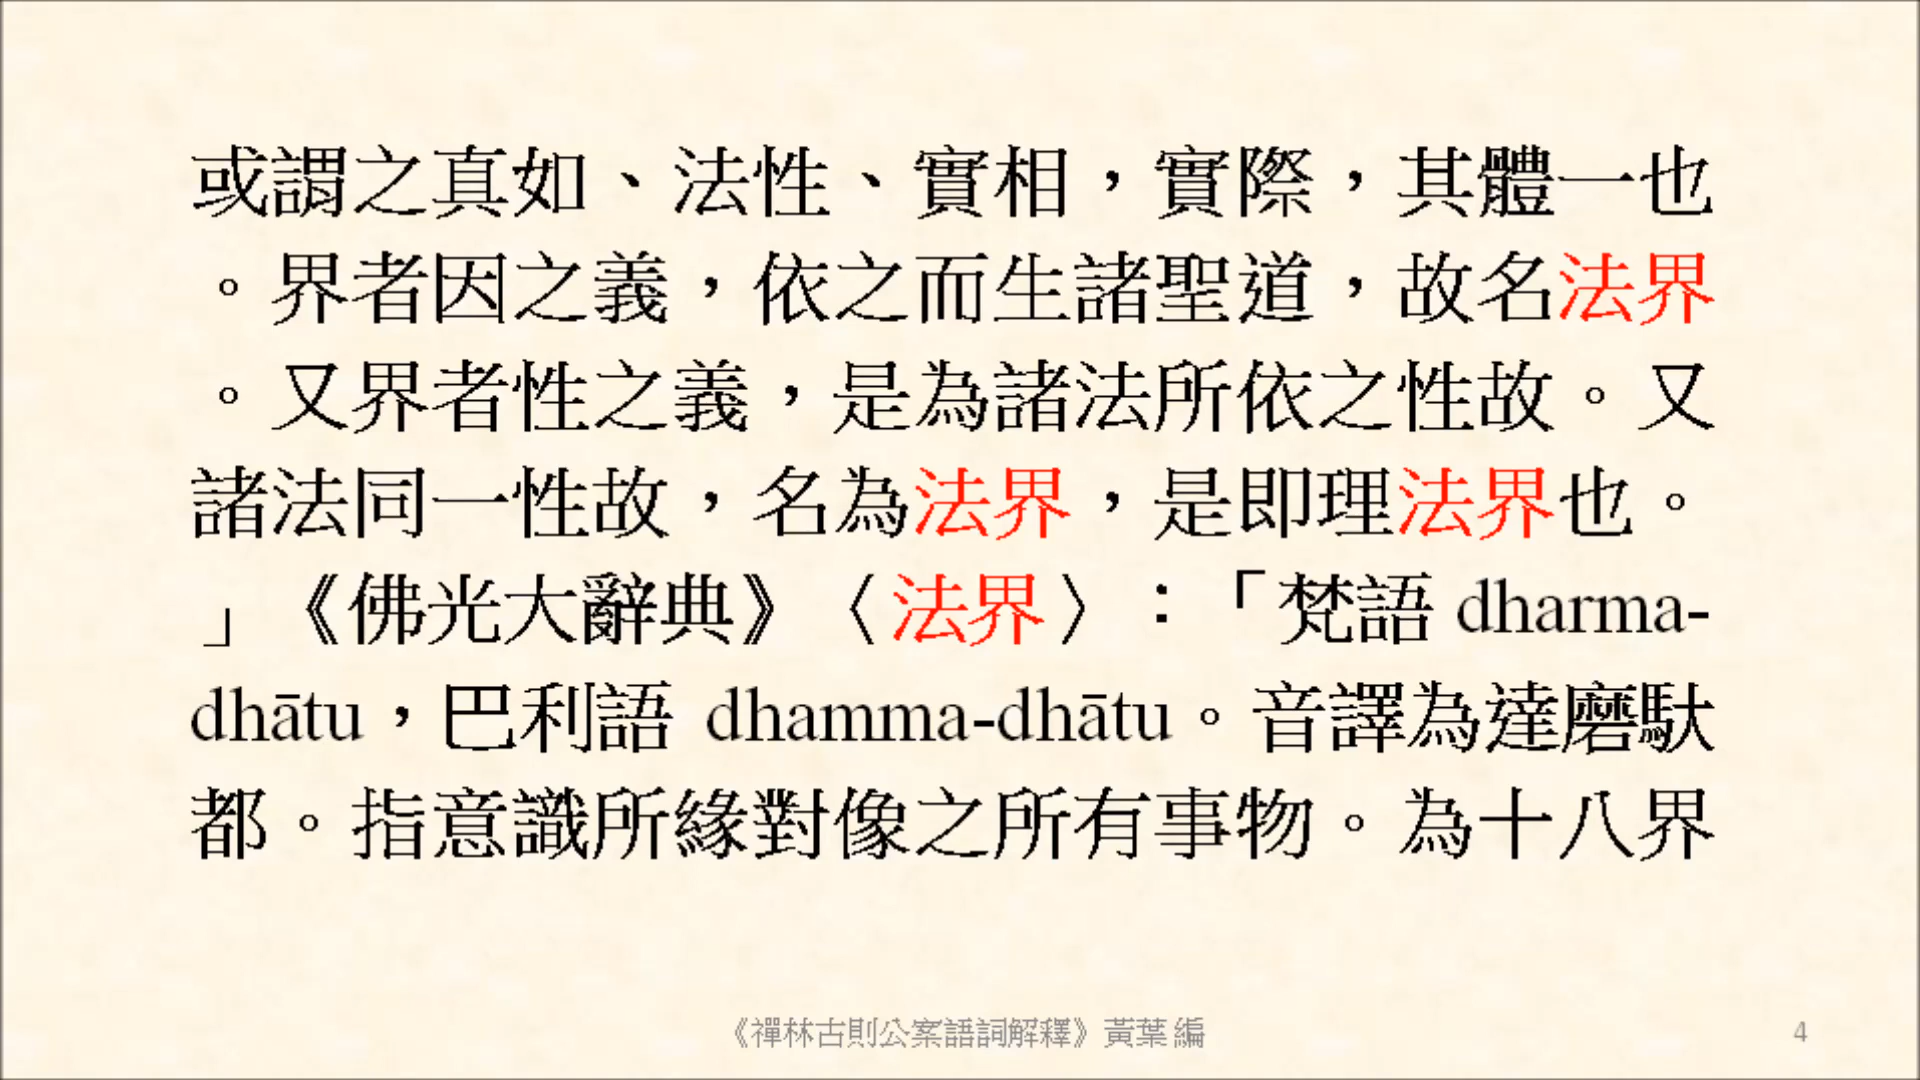 或謂之真如、法性、實相，實際，其體一也
。界者因之義，依之而生諸聖道，故名法界
。又界者性之義，是為諸法所依之性故。又
諸法同一性故，名為法界，是即理法界也。
」《佛光大辭典》〈法界〉：「梵語 dharma-
dhātu，巴利語 dhamma-dhātu。音譯為達磨馱
都。指意識所緣對像之所有事物。為十八界
《禪林古則公案語詞解釋》黃葉 編
4